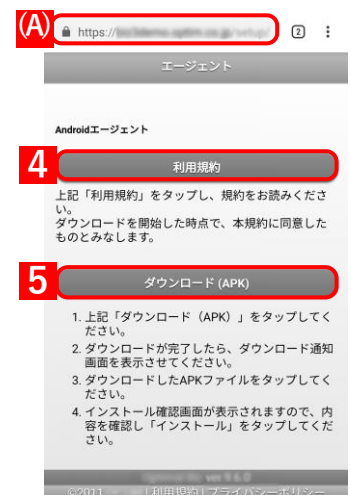 (A)
https://
2
エージェント
Androidエージェント
4
利用規約
上記「利用規約」をタップし、規約をお読みくださ
い。
ダウンロードを開始した時点で、本規約に同意した
ものとみなします。
5
ダウンロード (APK)
1. 上記「ダウンロード（APK）」をタップしてく
ださい。
2. ダウンロードが完了したら、ダウンロード通知
画面を表示させてください。
3. ダウンロードしたAPKファイルをタップしてく
ださい。
4. インストール確認画面が表示されますので、内
容を確認し「インストール」をタップしてくだ
さい。
©2011
利用規約 | プライバシーポリシー